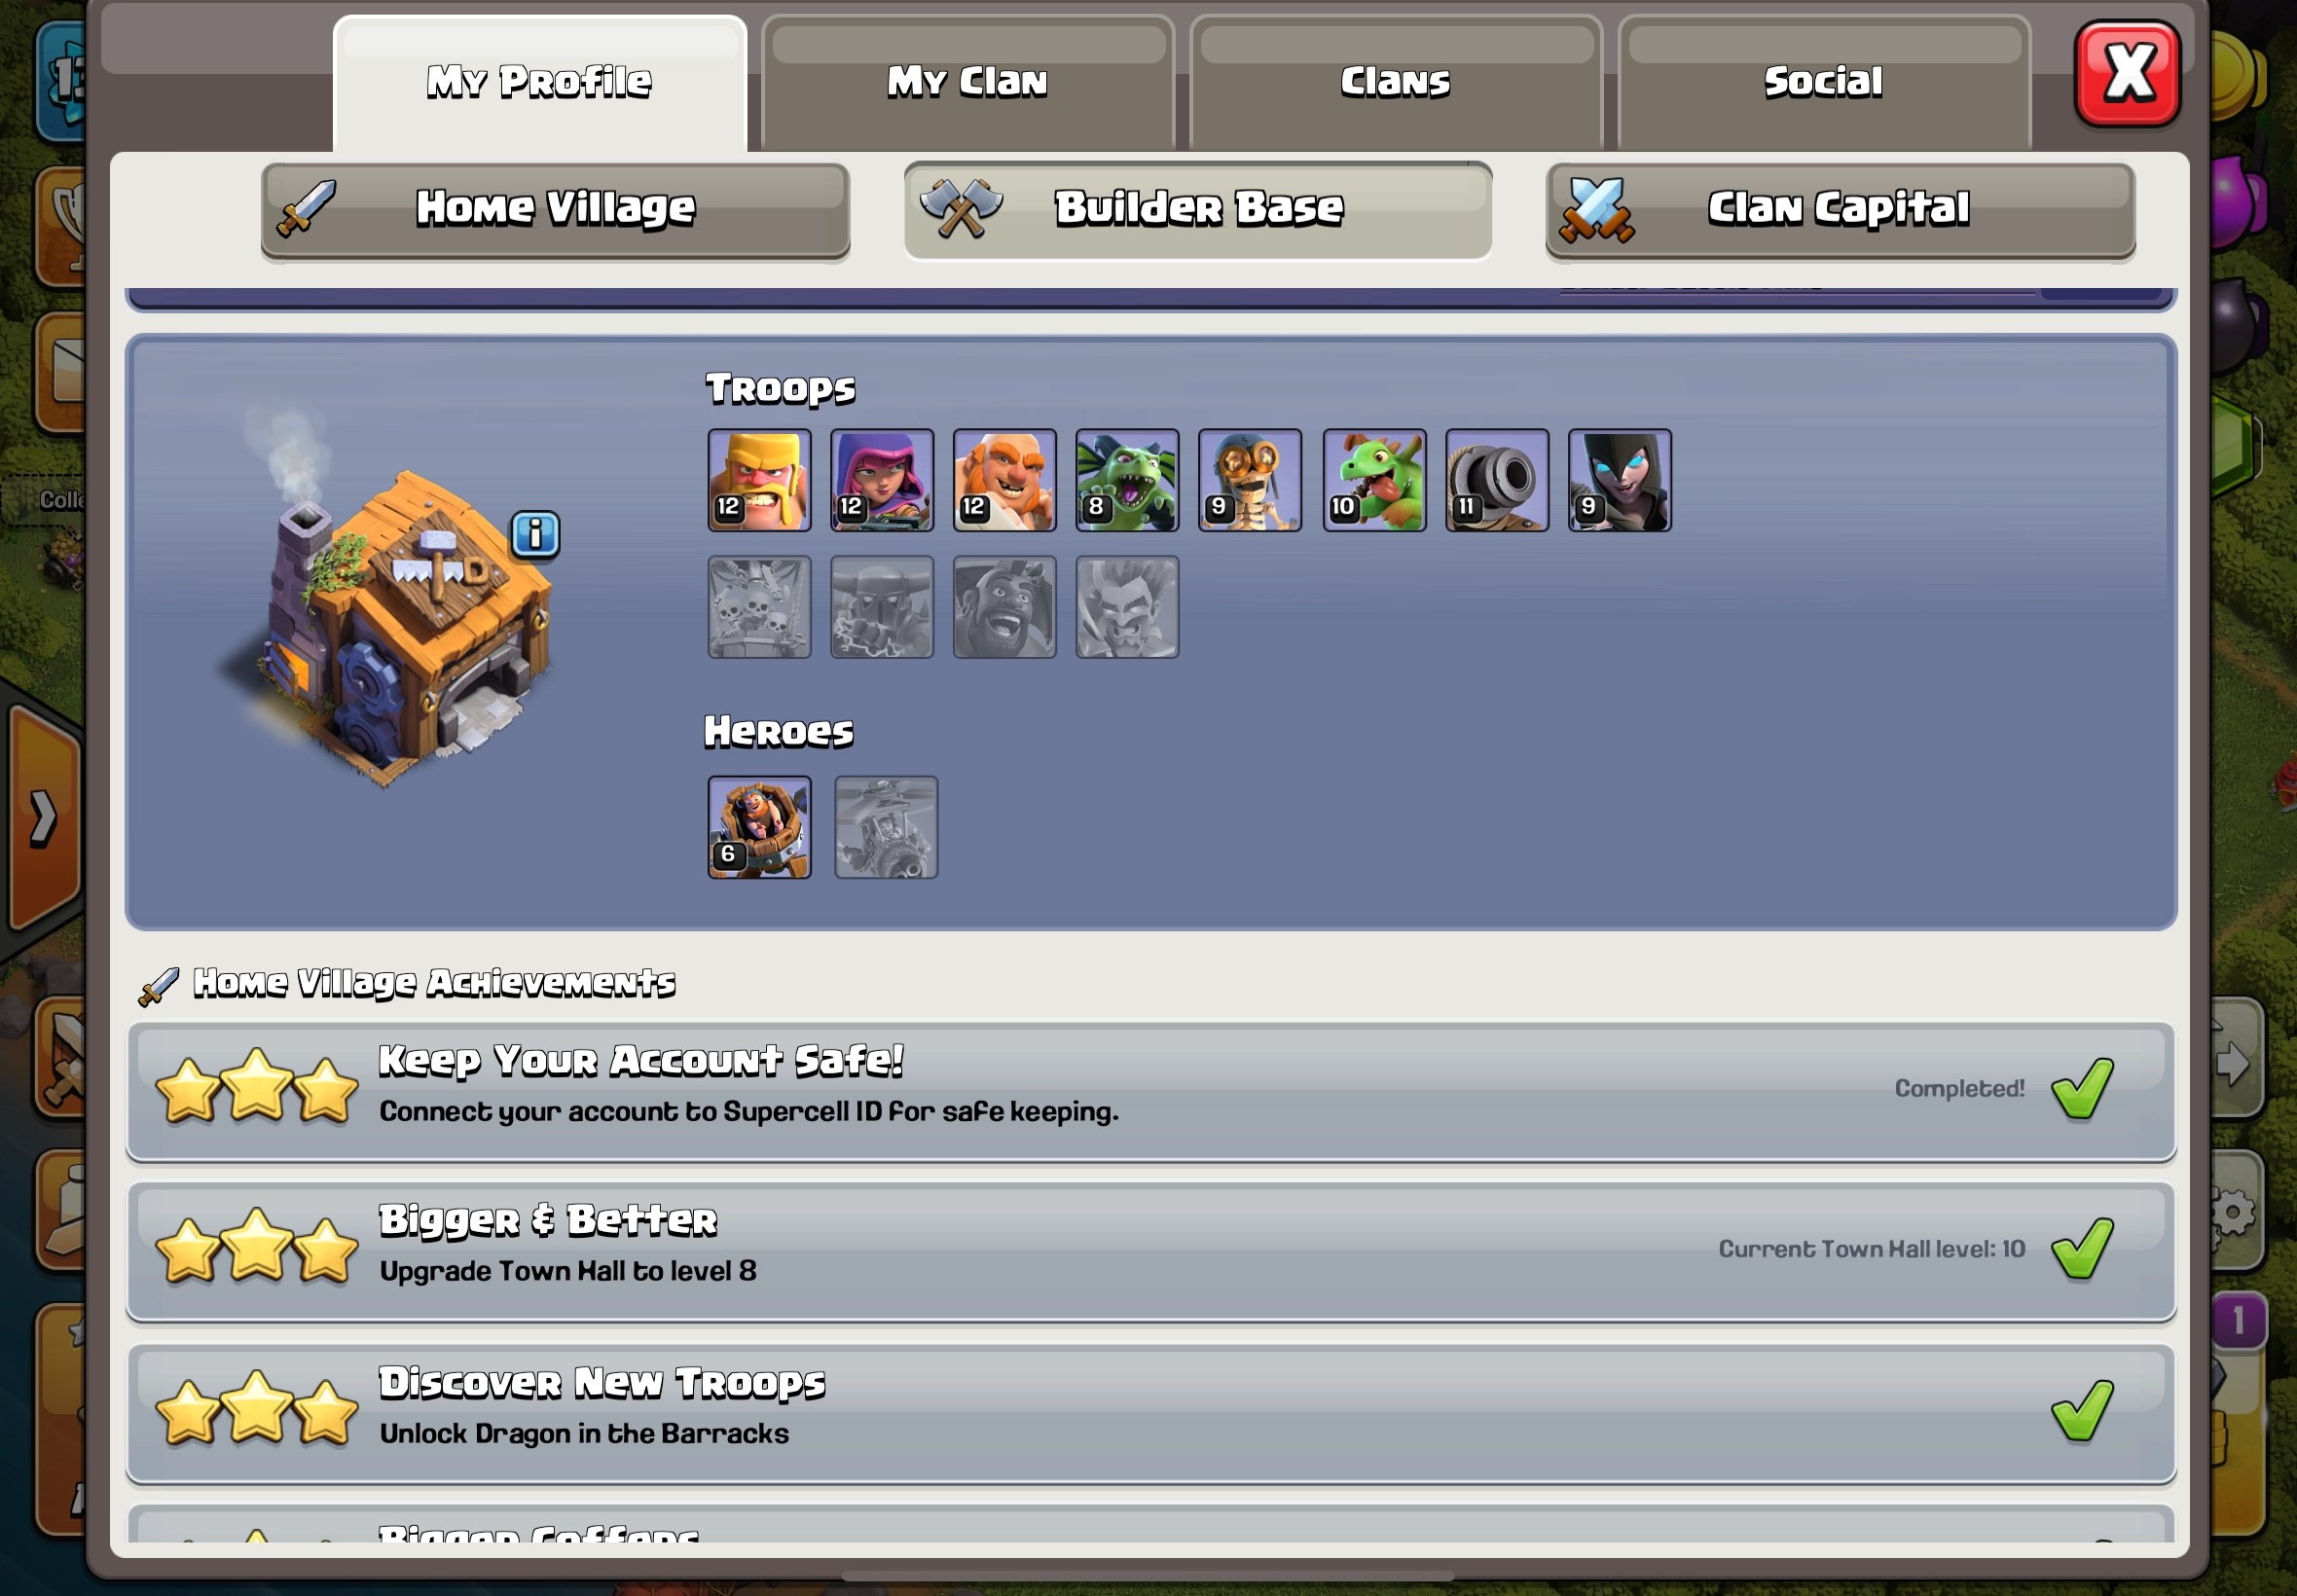 My Profile
My Clan
Clans
Social
X
Home Village
Builder Base
Clan Capital
Troops
12
12
12
8
9
10
11
9
i
Heroes
6
Home Village Achievements
Keep Your Account Safe!
Connect your account to Supercell ID for safe keeping.
Completed!
Bigger & Better
Upgrade Town Hall to level 8
Current Town Hall level: 10
1
Discover New Troops
Unlock Dragon in the Barracks
Bigger Coffers